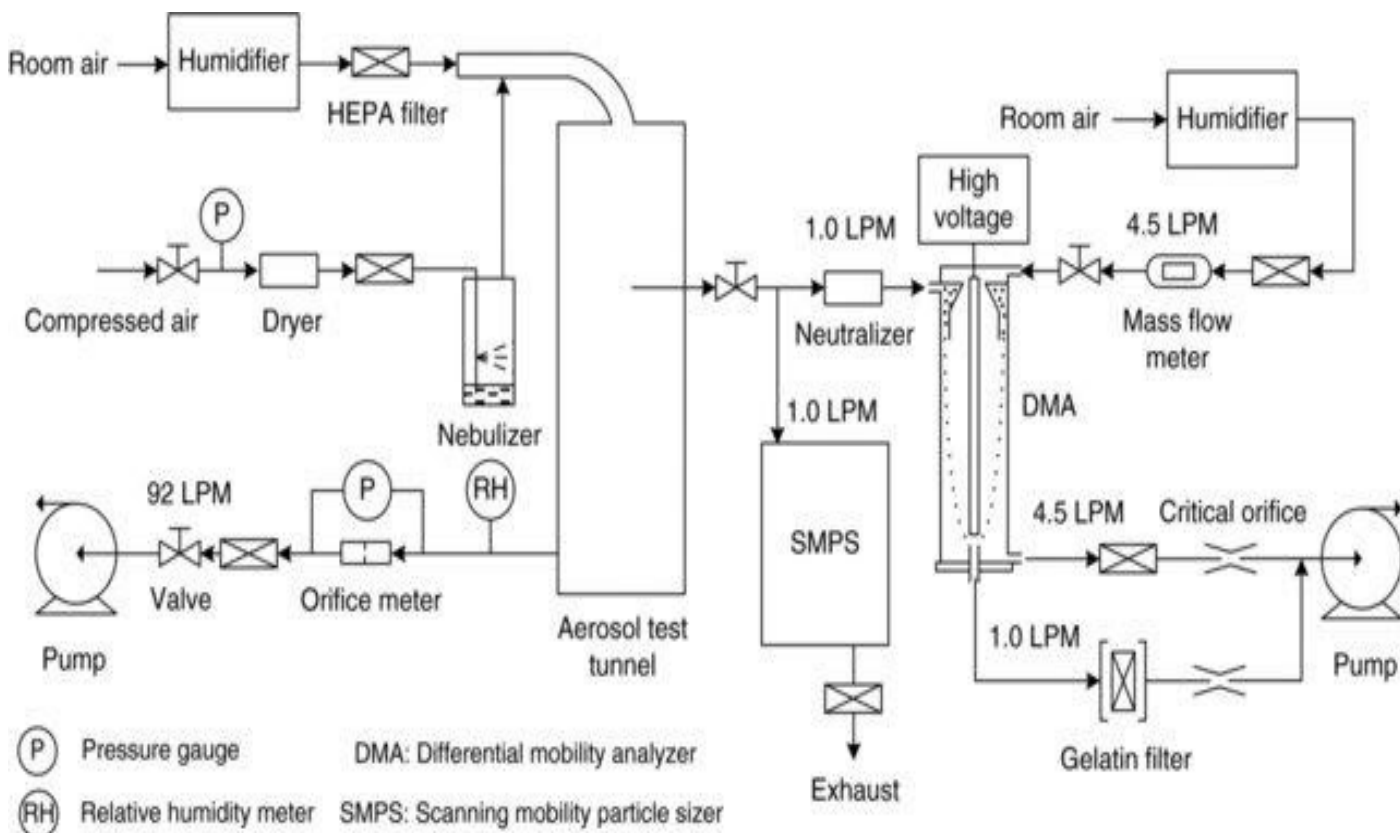 Room air
Humidifier
HEPA filter
Room air
Humidifier
High
voltage
P
1.0 LPM
4.5 LPM
Compressed air
Dryer
Neutralizer
Mass flow
meter
Nebulizer
1.0 LPM
DMA
92 LPM
P
RH
SMPS
4.5 LPM
Critical orifice
Valve
Orifice meter
Aerosol test
tunnel
1.0 LPM
Pump
Pump
Gelatin filter
Exhaust
P
Pressure gauge
DMA: Differential mobility analyzer
RH
Relative humidity meter
SMPS: Scanning mobility particle sizer